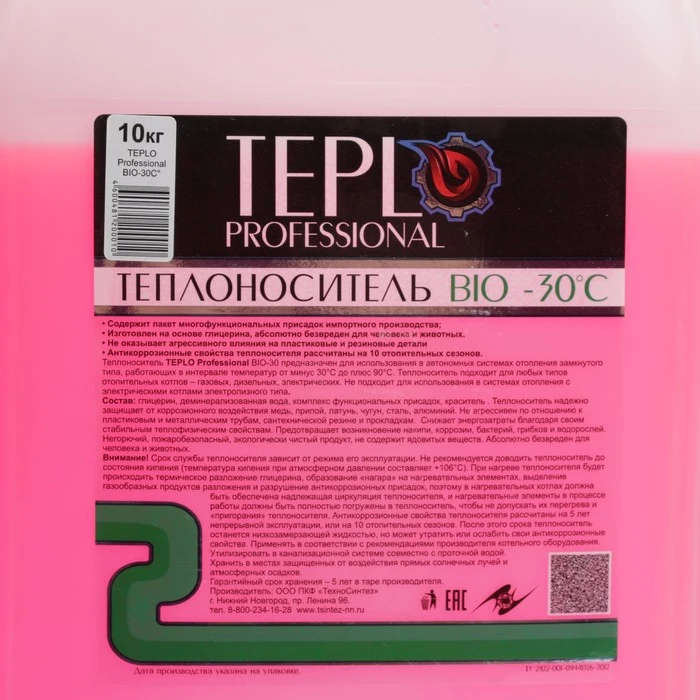 10кг
TEPLO
Professional
BIO-30C°
TEPLO
PROFESSIONAL
ТЕПЛОНОСИТЕЛЬ BIO -30°C
• Содержит пакет многофункциональных присадок импортного производства;
• Изготовлен на основе глицерина, абсолютно безвреден для человека и животных.
• Не оказывает агрессивного влияния на пластиковые и резиновые детали
• Антикоррозионные свойства теплоносителя рассчитаны на 10 отопительных сезонов.
Теплоноситель TEPLO Professional BIO-30 предназначен для использования в автономных системах отопления замкнутого
типа, работающих в интервале температур от минус 30°С до плюс 90°С. Теплоноситель подходит для любых типов
отопительных котлов – газовых, дизельных, электрических. Не подходит для использования в системах отопления с
электрическими котлами электролизного типа.
Состав: глицерин, деминерализованная вода, комплекс функциональных присадок, краситель . Теплоноситель надежно
защищает от коррозионного воздействия медь, припой, латунь, чугун, сталь, алюминий. Не агрессивен по отношению к
пластиковым и металлическим трубам, сантехнической резине и прокладкам. Снижает энергозатраты благодаря своим
стабильным теплофизическим свойствам. Предотвращает возникновение накипи, коррозии, бактерий, грибков и водорослей.
Негорючий, пожаробезопасный, экологически чистый продукт, не содержит ядовитых веществ. Абсолютно безвреден для
человека и животных.
Внимание! Срок службы теплоносителя зависит от режима его эксплуатации. Не рекомендуется доводить теплоноситель до
состояния кипения (температура кипения при атмосферном давлении составляет +106°С). При нагреве теплоносителя будет
происходить термическое разложение глицерина, образование «нагара» на нагревательных элементах, выделение
газообразных продуктов разложения и разрушение антикоррозионных присадок, поэтому в нагревательных котлах должна
быть обеспечена надлежащая циркуляция теплоносителя, и нагревательные элементы в процессе
работы должны быть полностью погружены в теплоноситель, чтобы не допускать их перегрева и
«пригорания» теплоносителя. Антикоррозионные свойства теплоносителя рассчитаны на 5 лет
непрерывной эксплуатации, или на 10 отопительных сезонов. После этого срока теплоноситель
останется низкозамерзающей жидкостью, но может утратить или ослабить свои антикоррозионные
свойства. Применять в соответствии с рекомендациями производителя котельного оборудования.
Утилизировать в канализационной системе совместно с проточной водой.
Хранить в местах защищенных от воздействия прямых солнечных лучей и
атмосферных осадков.
Гарантийный срок хранения – 5 лет в таре производителя.
Производитель: ООО ПКФ «ТехноСинтез»
г. Нижний Новгород, пр. Ленина 96.
тел. 8-800-234-16-28 www.tsintez-nn.ru
EAC
Дата производства указана на упаковке.